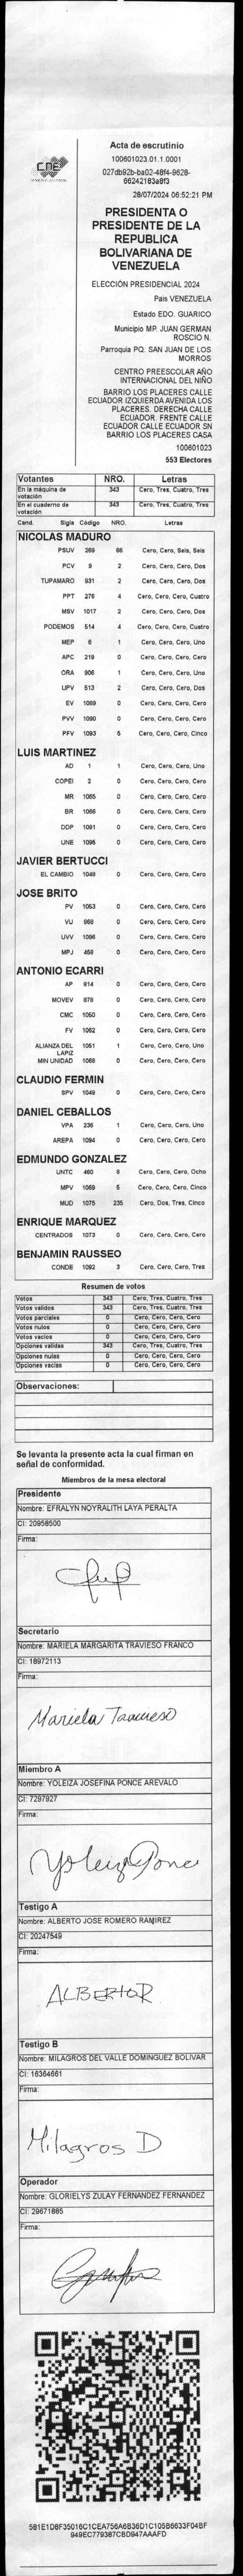 CNE
Acta de escrutinio
100601023.01.1.0001
027db92b-ba02-48f4-9628-
66242183a8f3
28/07/2024 06:52:21 PM
PRESIDENTA O
PRESIDENTE DE LA
REPUBLICA
BOLIVARIANA DE
VENEZUELA
ELECCIÓN PRESIDENCIAL 2024
Pais VENEZUELA
Estado EDO. GUARICO
Municipio MP. JUAN GERMAN
ROSCIO N.
Parroquia PQ. SAN JUAN DE LOS
MORROS
CENTRO PREESCOLAR AÑO
INTERNACIONAL DEL NIÑO
BARRIO LOS PLACERES CALLE
ECUADOR IZQUIERDA AVENIDA LOS
PLACERES. DERECHA CALLE
ECUADOR. FRENTE CALLE
ECUADOR CALLE ECUADOR SN
BARRIO LOS PLACERES CASA
100601023
553 Electores
Votantes NRO. Letras
En la máquina de votación 343 Cero, Tres, Cuatro, Tres
En el cuaderno de votación 343 Cero, Tres, Cuatro, Tres
Cand. Sigla Código NRO. Letras
NICOLAS MADURO
PSUV 269 66 Cero, Cero, Seis, Seis
PCV 9 2 Cero, Cero, Cero, Dos
TUPAMARO 931 2 Cero, Cero, Cero, Dos
PPT 276 4 Cero, Cero, Cero, Cuatro
MSV 1017 2 Cero, Cero, Cero, Dos
PODEMOS 514 4 Cero, Cero, Cero, Cuatro
MEP 6 1 Cero, Cero, Cero, Uno
APC 219 0 Cero, Cero, Cero, Cero
ORA 906 1 Cero, Cero, Cero, Uno
UPV 513 2 Cero, Cero, Cero, Dos
EV 1089 0 Cero, Cero, Cero, Cero
PVV 1090 0 Cero, Cero, Cero, Cero
PFV 1093 5 Cero, Cero, Cero, Cinco
LUIS MARTINEZ
AD 1 1 Cero, Cero, Cero, Uno
COPEI 2 0 Cero, Cero, Cero, Cero
MR 1065 0 Cero, Cero, Cero, Cero
BR 1066 0 Cero, Cero, Cero, Cero
DDP 1091 0 Cero, Cero, Cero, Cero
UNE 1095 0 Cero, Cero, Cero, Cero
JAVIER BERTUCCI
EL CAMBIO 1048 0 Cero, Cero, Cero, Cero
JOSE BRITO
PV 1053 0 Cero, Cero, Cero, Cero
VU 868 0 Cero, Cero, Cero, Cero
UVV 1096 0 Cero, Cero, Cero, Cero
MPJ 458 0 Cero, Cero, Cero, Cero
ANTONIO ECARRI
AP 814 0 Cero, Cero, Cero, Cero
MOVEV 878 0 Cero, Cero, Cero, Cero
CMC 1050 0 Cero, Cero, Cero, Cero
FV 1052 0 Cero, Cero, Cero, Cero
ALIANZA DEL LAPIZ 1051 1 Cero, Cero, Cero, Uno
MIN UNIDAD 1068 0 Cero, Cero, Cero, Cero
CLAUDIO FERMIN
SPV 1049 0 Cero, Cero, Cero, Cero
DANIEL CEBALLOS
VPA 236 1 Cero, Cero, Cero, Uno
AREPA 1094 0 Cero, Cero, Cero, Cero
EDMUNDO GONZALEZ
UNTC 460 8 Cero, Cero, Cero, Ocho
MPV 1069 5 Cero, Cero, Cero, Cinco
MUD 1075 235 Cero, Dos, Tres, Cinco
ENRIQUE MARQUEZ
CENTRADOS 1073 0 Cero, Cero, Cero, Cero
BENJAMIN RAUSSEO
CONDE 1092 3 Cero, Cero, Cero, Tres
Resumen de votos
Votos 343 Cero, Tres, Cuatro, Tres
Votos validos 343 Cero, Tres, Cuatro, Tres
Votos parciales 0 Cero, Cero, Cero, Cero
Votos nulos 0 Cero, Cero, Cero, Cero
Votos vacios 0 Cero, Cero, Cero, Cero
Opciones validas 343 Cero, Tres, Cuatro, Tres
Opciones nulas 0 Cero, Cero, Cero, Cero
Opciones vacias 0 Cero, Cero, Cero, Cero
Observaciones:
Se levanta la presente acta la cual firman en
señal de conformidad.
Miembros de la mesa electoral
Presidente
Nombre: EFRALYN NOYRALITH LAYA PERALTA
CI: 20958500
Firma:
Secretario
Nombre: MARIELA MARGARITA TRAVIESO FRANCO
CI: 18972113
Firma:
Mariela Travieso
Miembro A
Nombre: YOLEIZA JOSEFINA PONCE AREVALO
CI: 7297927
Firma:
Yoleiza Ponce
Testigo A
Nombre: ALBERTO JOSE ROMERO RAMIREZ
CI: 20247549
Firma:
ALBERTO R
Testigo B
Nombre: MILAGROS DEL VALLE DOMINGUEZ BOLIVAR
CI: 16364661
Firma:
Milagros D
Operador
Nombre: GLORIELYS ZULAY FERNANDEZ FERNANDEZ
CI: 29671885
Firma:
581E1D8F35016C1CEA756A6B36D1C105B6633F04BF
949EC779387CBD947AAAFD